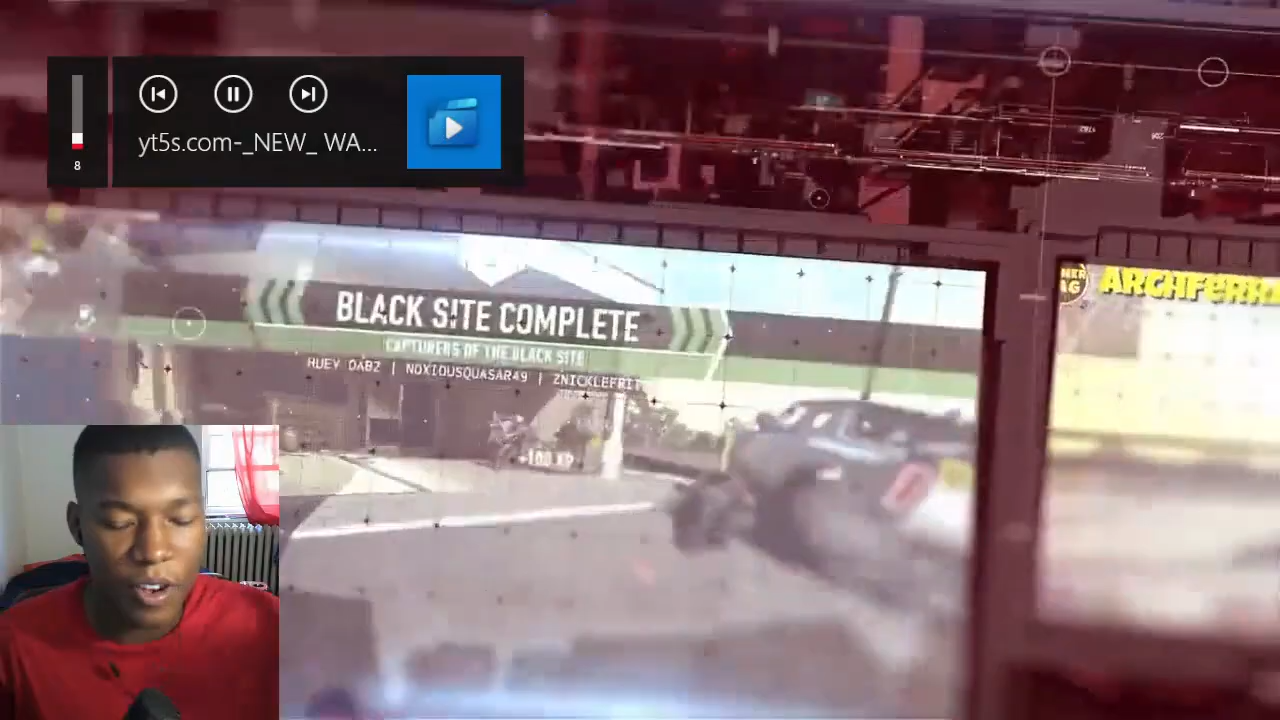 8
yt5s.com-_NEW_ WA...
BLACK SITE COMPLETE
CAPTURERS OF THE BLACK SITE
HUEY DABZ | NOXIOUSQUASAR49 | ZNICKLEFRIT
+100 XP
ARCHFERR